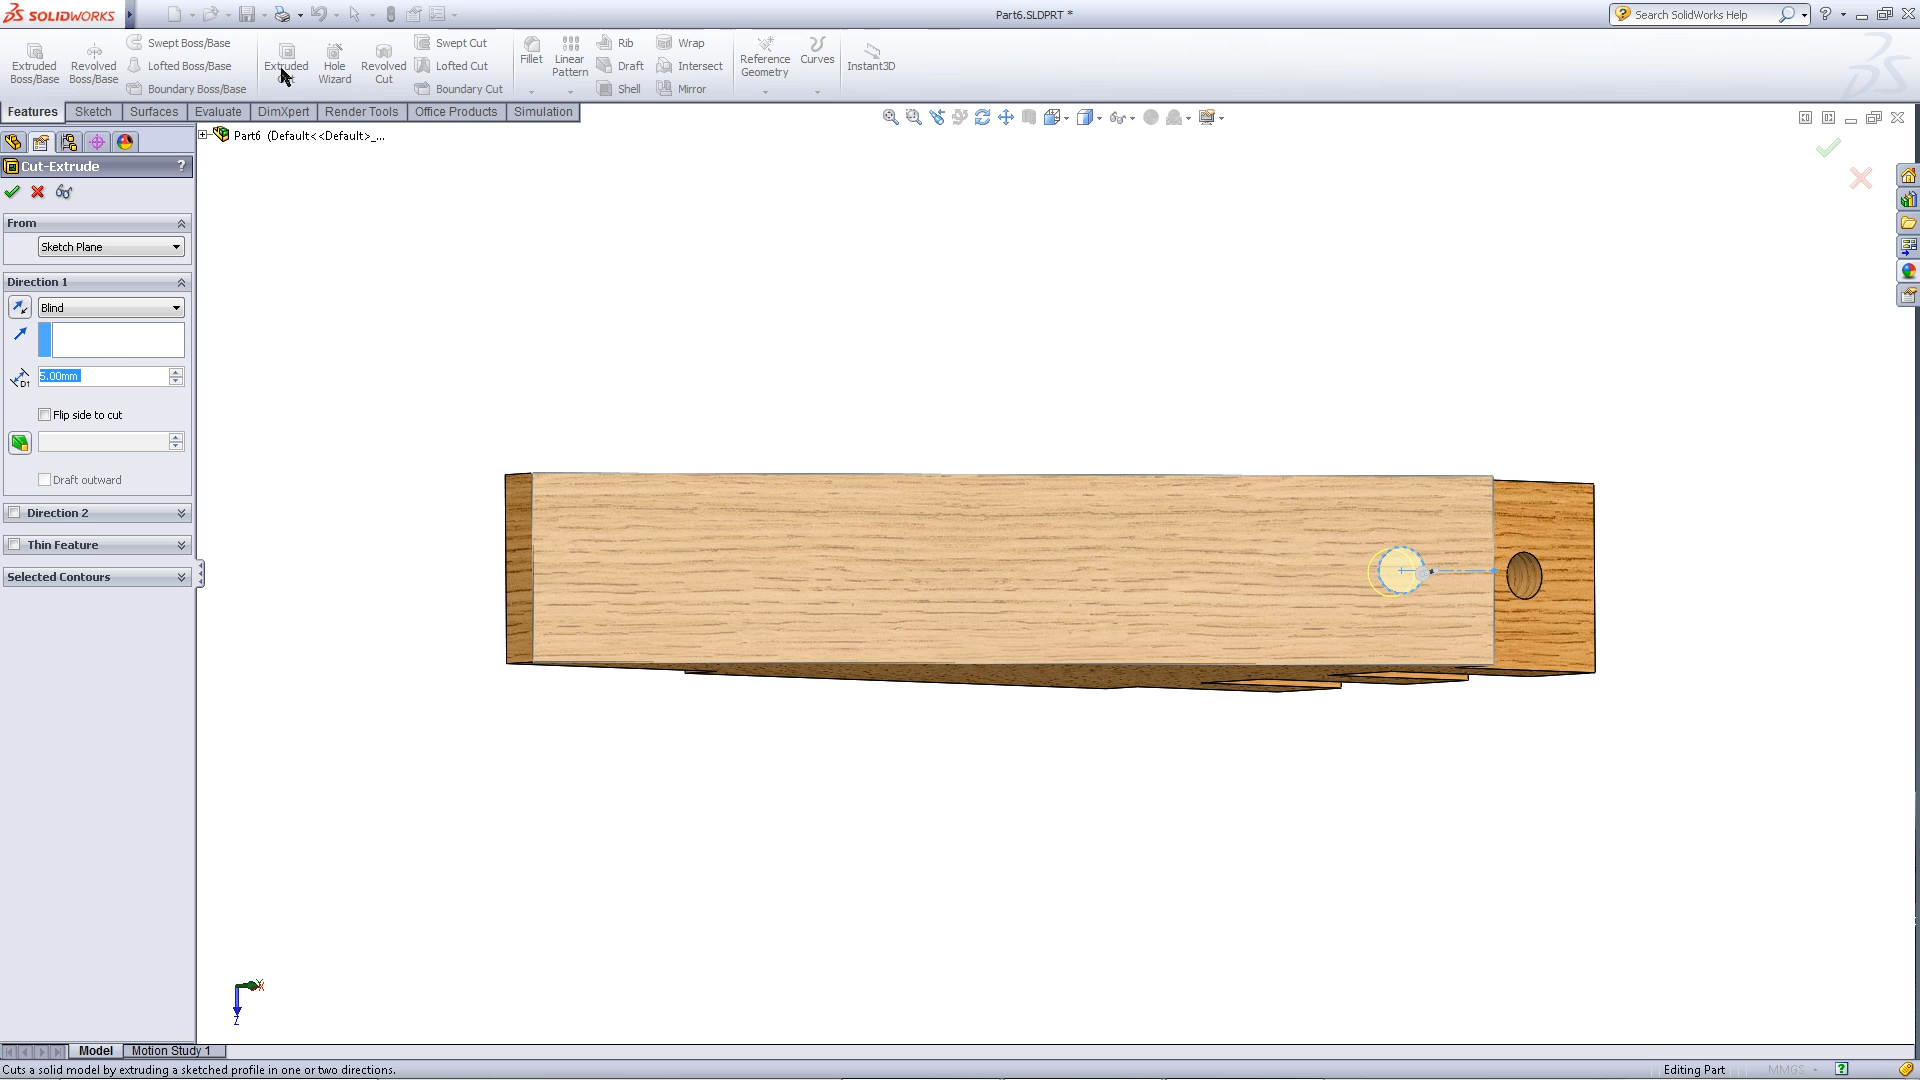 SOLIDWORKS
Part6.SLDPRT *
Search SolidWorks Help
Extruded Boss/Base
Revolved Boss/Base
Swept Boss/Base
Lofted Boss/Base
Boundary Boss/Base
Extruded
Hole Wizard
Revolved Cut
Swept Cut
Lofted Cut
Boundary Cut
Fillet
Linear Pattern
Rib
Draft
Shell
Wrap
Intersect
Mirror
Reference Geometry
Curves
Instant3D
Features Sketch Surfaces Evaluate DimXpert Render Tools Office Products Simulation
Part6 (Default<<Default>_...
Cut-Extrude ?
From
Sketch Plane
Direction 1
Blind
D1 5.00mm
Flip side to cut
Draft outward
Direction 2
Thin Feature
Selected Contours
Z
Model Motion Study 1
Cuts a solid model by extruding a sketched profile in one or two directions.
Editing Part MMGS